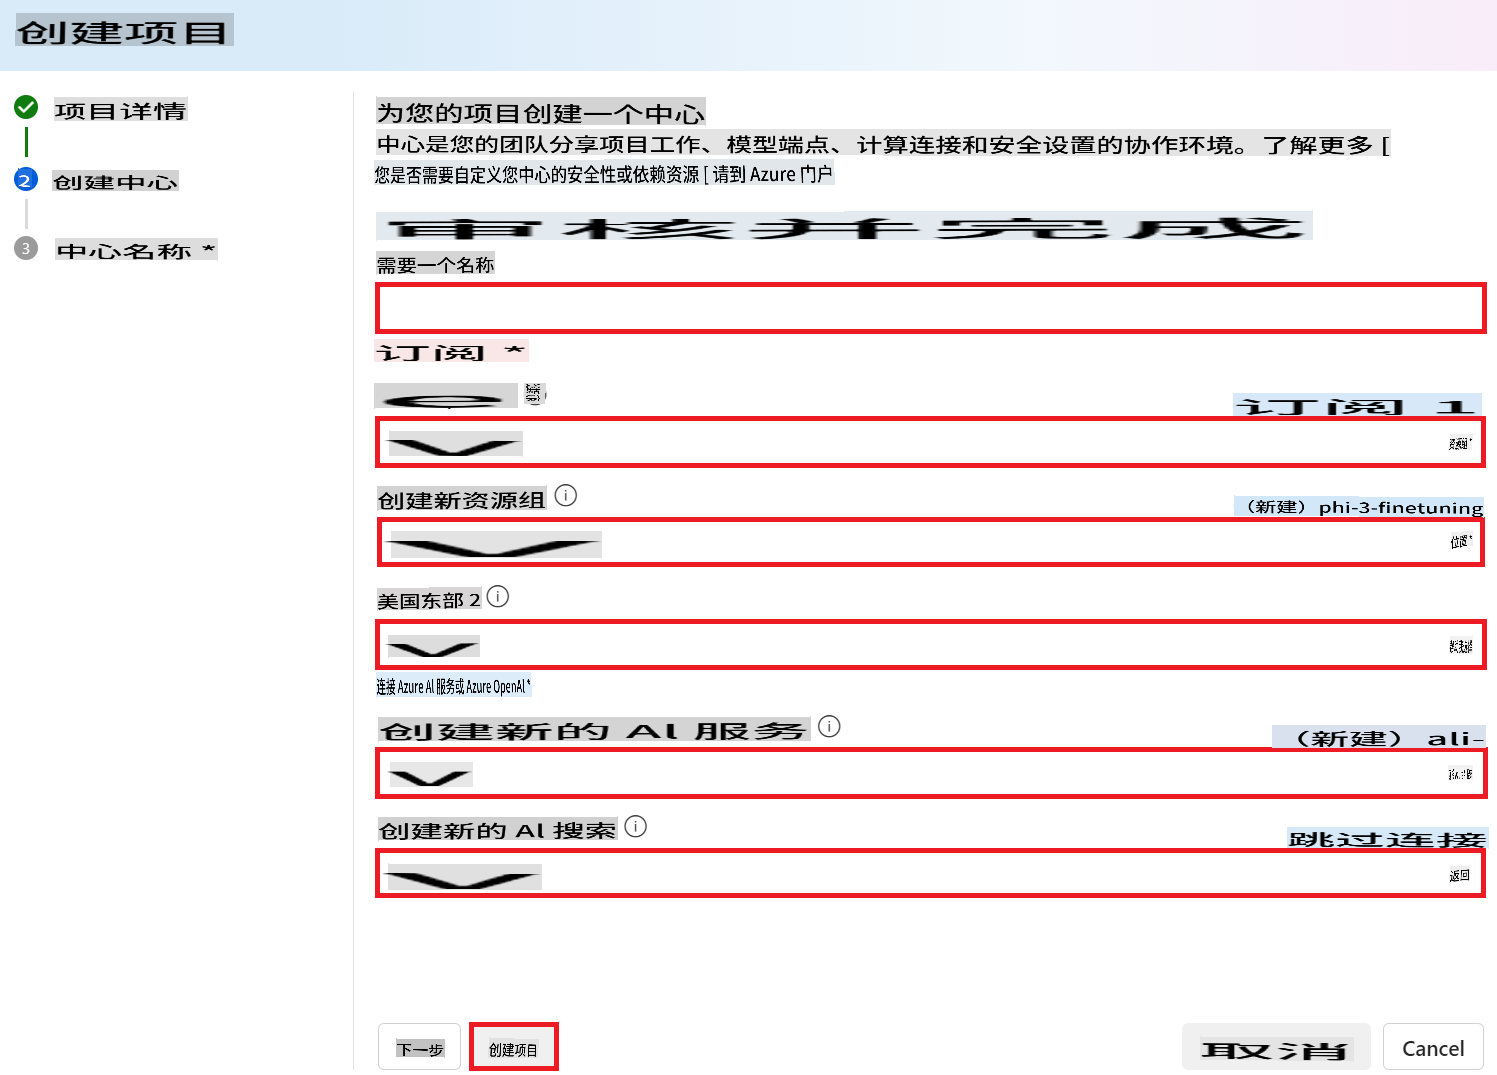 创建项目
项目详情
2 创建中心
3 中心名称 *
为您的项目创建一个中心
中心是您的团队分享项目工作、模型端点、计算连接和安全设置的协作环境。了解更多 [
您是否需要自定义您中心的安全性或依赖资源 [ 请到 Azure 门户
审核并完成
需要一个名称
订阅 *
订阅 1
资源组*
创建新资源组
（新建） phi-3-finetuning
位置*
美国东部 2
连接 Azure AI 服务或 Azure OpenAI *
创建新的 AI 服务
（新建） ali-
创建新的 AI 搜索
跳过连接
返回
下一步
创建项目
取消
Cancel